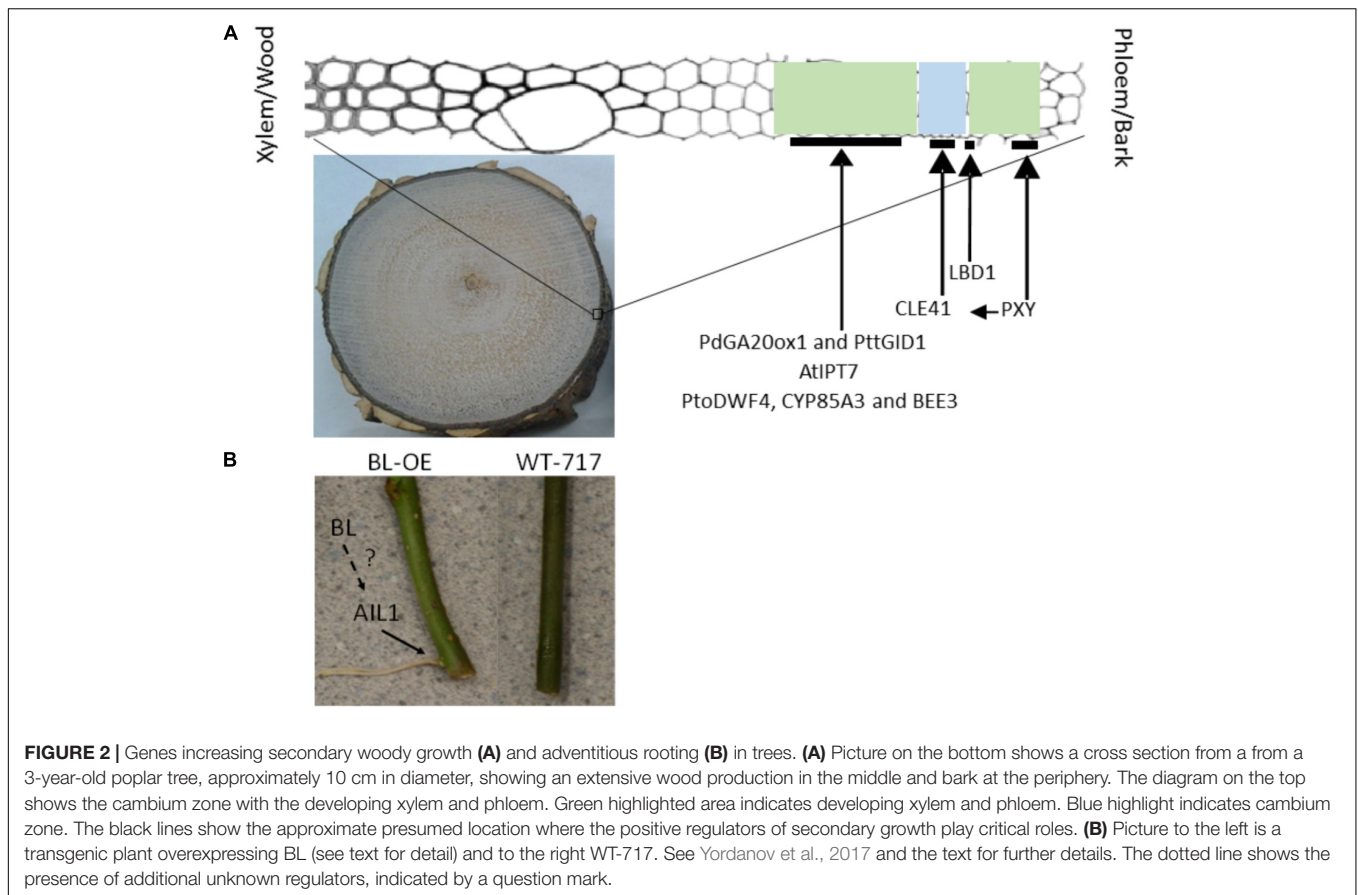 A
Xylem/Wood
Phloem/Bark
LBD1
CLE41
PXY
PdGA20ox1 and PttGID1
AtIPT7
PtoDWF4, CYP85A3 and BEE3
B
BL-OE
WT-717
BL
?
AIL1
FIGURE 2 | Genes increasing secondary woody growth (A) and adventitious rooting (B) in trees. (A) Picture on the bottom shows a cross section from a from a
3-year-old poplar tree, approximately 10 cm in diameter, showing an extensive wood production in the middle and bark at the periphery. The diagram on the top
shows the cambium zone with the developing xylem and phloem. Green highlighted area indicates developing xylem and phloem. Blue highlight indicates cambium
zone. The black lines show the approximate presumed location where the positive regulators of secondary growth play critical roles. (B) Picture to the left is a
transgenic plant overexpressing BL (see text for detail) and to the right WT-717. See Yordanov et al., 2017 and the text for further details. The dotted line shows the
presence of additional unknown regulators, indicated by a question mark.